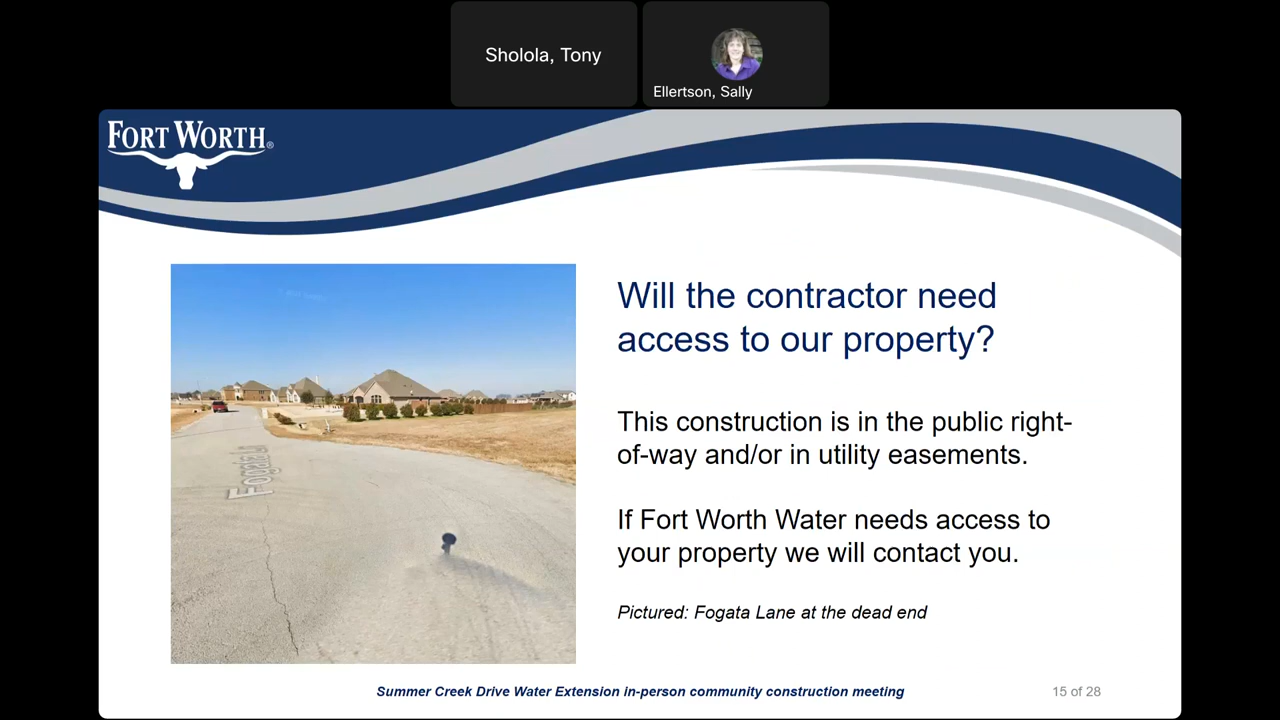 Sholola, Tony
Ellertson, Sally
FORT WORTH®
Will the contractor need
access to our property?
This construction is in the public right-
of-way and/or in utility easements.
If Fort Worth Water needs access to
your property we will contact you.
Pictured: Fogata Lane at the dead end
Fogata Ln
Summer Creek Drive Water Extension in-person community construction meeting
15 of 28